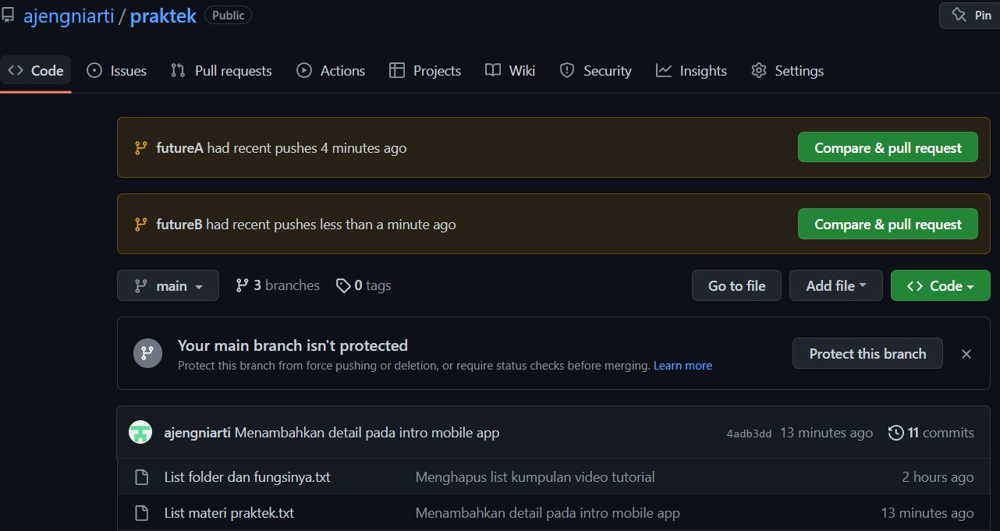 ajengniarti / praktek Public Pin
Code Issues Pull requests Actions Projects Wiki Security Insights Settings
futureA had recent pushes 4 minutes ago Compare & pull request
futureB had recent pushes less than a minute ago Compare & pull request
main 3 branches 0 tags Go to file Add file Code
Your main branch isn't protected
Protect this branch from force pushing or deletion, or require status checks before merging. Learn more Protect this branch
ajengniarti Menambahkan detail pada intro mobile app 4adb3dd 13 minutes ago 11 commits
List folder dan fungsinya.txt Menghapus list kumpulan video tutorial 2 hours ago
List materi praktek.txt Menambahkan detail pada intro mobile app 13 minutes ago